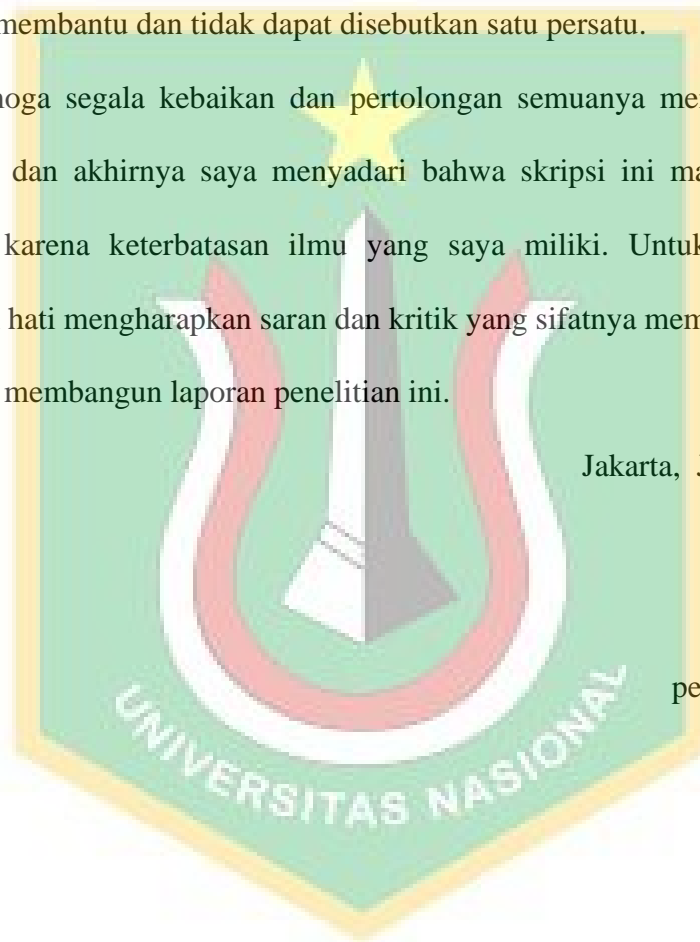 membantu dan tidak dapat disebutkan satu persatu.
oga segala kebaikan dan pertolongan semuanya me
dan akhirnya saya menyadari bahwa skripsi ini ma
karena keterbatasan ilmu yang saya miliki. Untuk
hati mengharapkan saran dan kritik yang sifatnya mem
membangun laporan penelitian ini.
Jakarta, J
pe
UNIVERSITAS NASIONAL